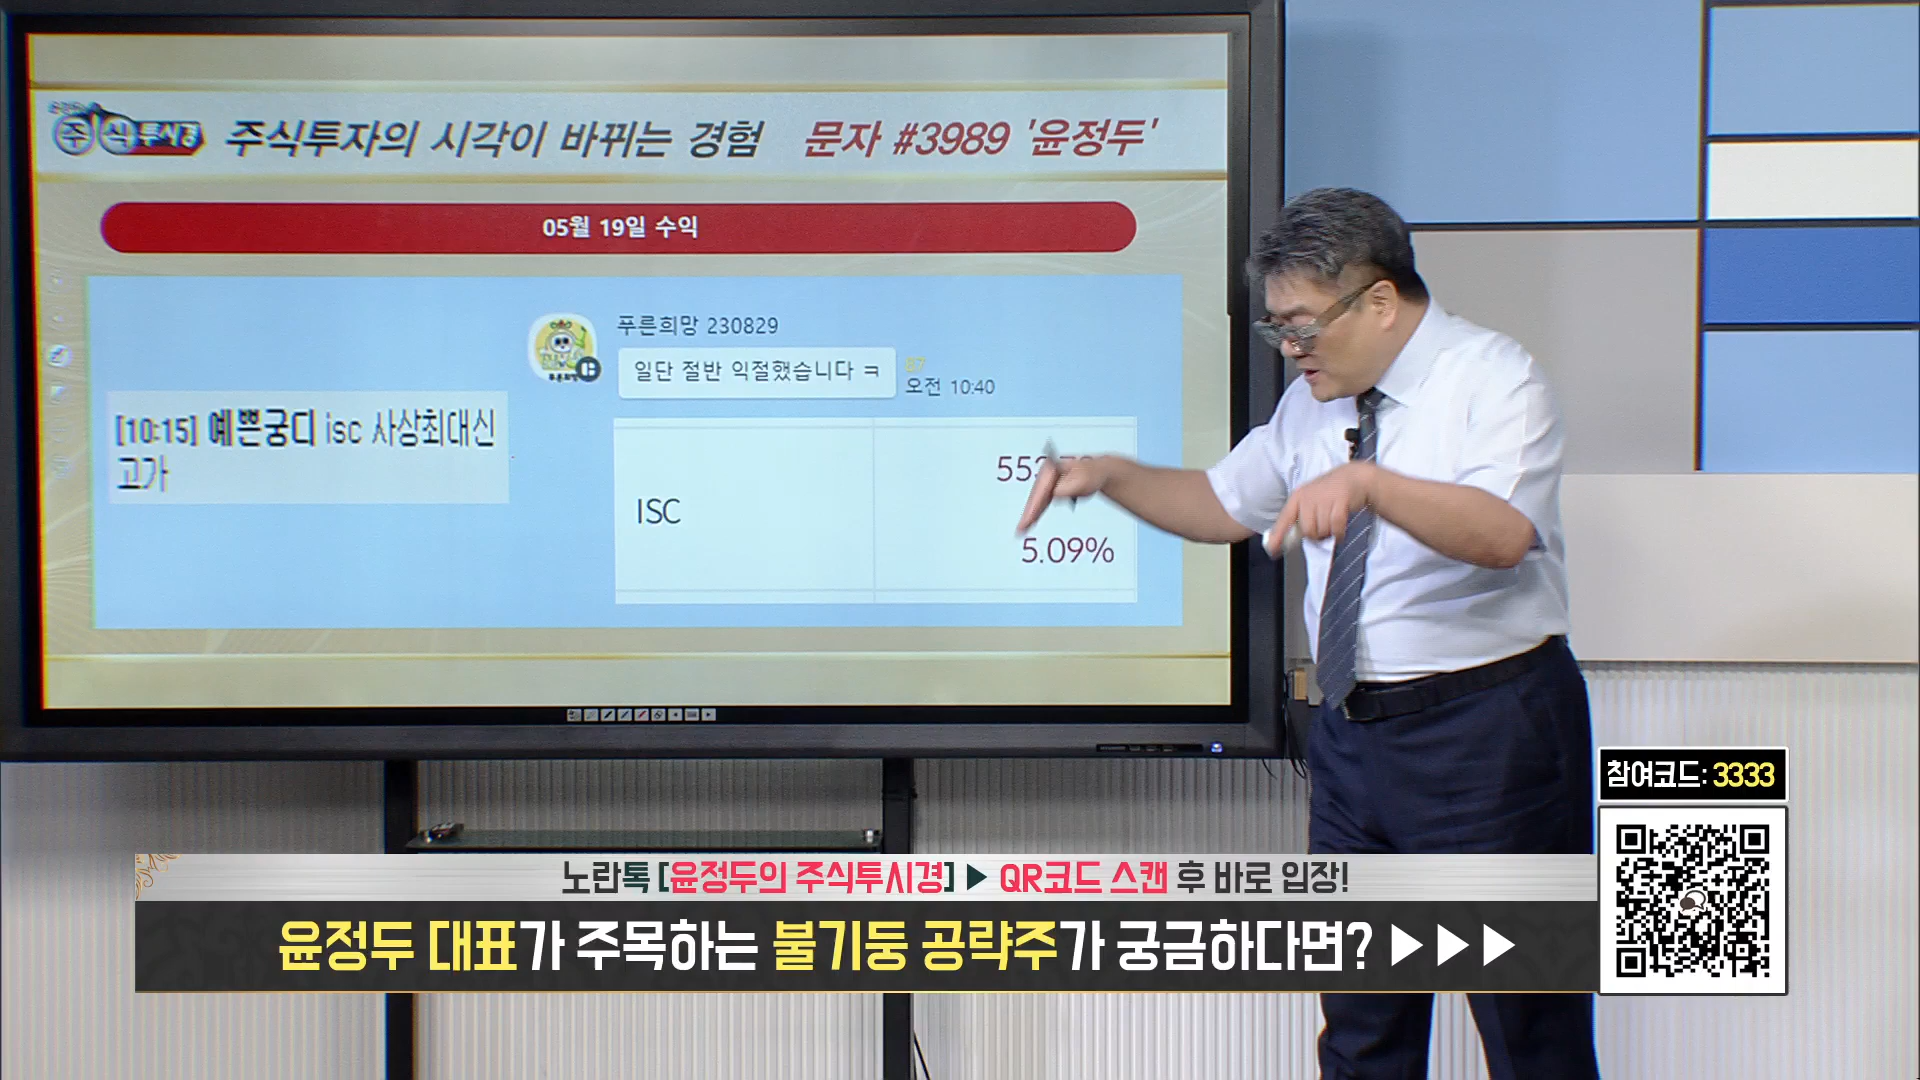 주식투시경
주식투자의 시각이 바뀌는 경험 문자 #3989 '윤정두'
05월 19일 수익
푸른희망 230829
일단 절반 익절했습니다 ㅋ
오전 10:40
[10:15] 예쁜궁디 isc 사상최대신
고가
ISC
5.09%
참여코드: 3333
노란톡 [윤정두의 주식투시경] ▶ QR코드 스캔 후 바로 입장!
윤정두 대표가 주목하는 불기둥 공략주가 궁금하다면? ▶▶▶